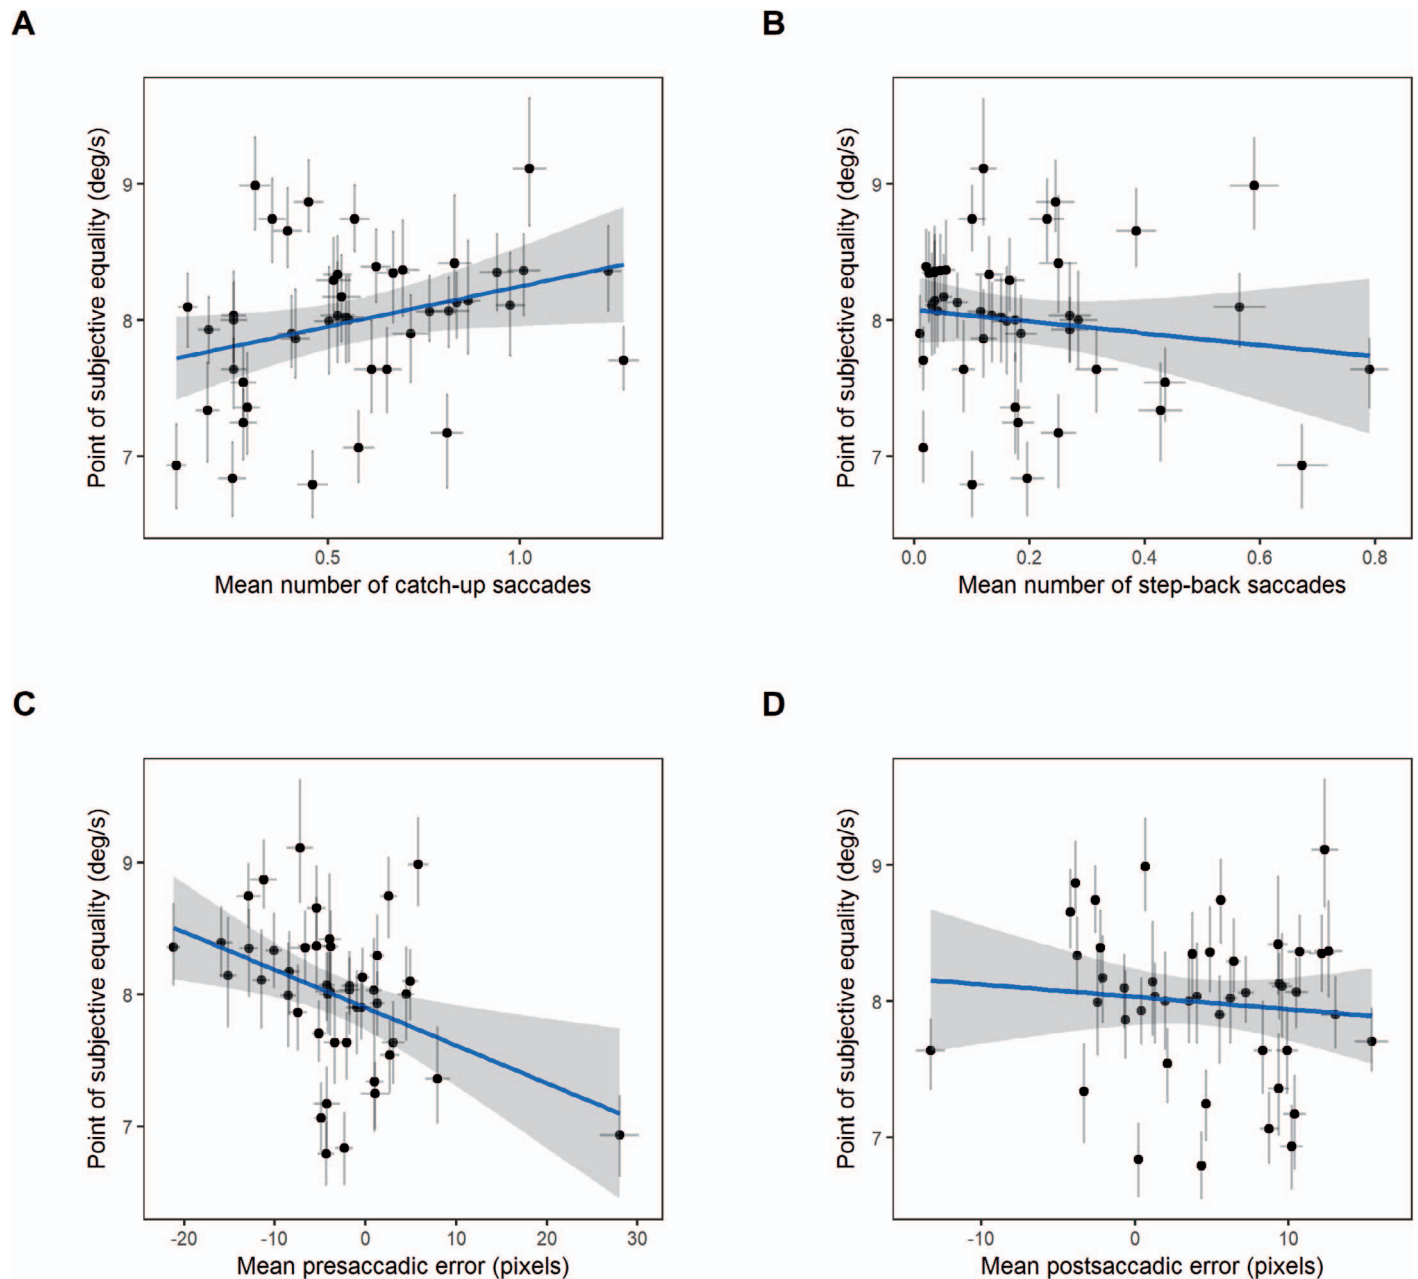 A
B
Point of subjective equality (deg/s)
9
8
7
0.5
1.0
Mean number of catch-up saccades
Point of subjective equality (deg/s)
9
8
7
0.0
0.2
0.4
0.6
0.8
Mean number of step-back saccades
C
D
Point of subjective equality (deg/s)
9
8
7
-20
-10
0
10
20
30
Mean presaccadic error (pixels)
Point of subjective equality (deg/s)
9
8
7
-10
0
10
Mean postsaccadic error (pixels)